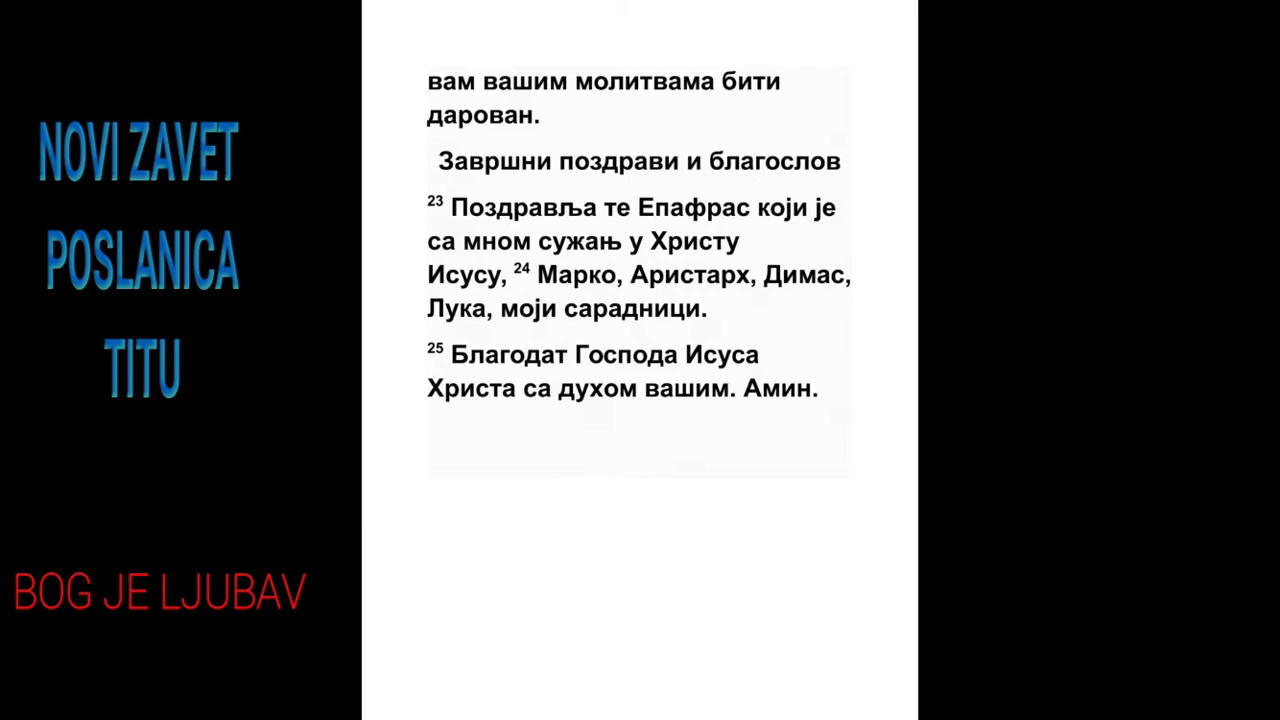 NOVI ZAVET
POSLANICA
TITU
BOG JE LJUBAV
вам вашим молитвама бити
дарован.
Завршни поздрави и благослов
23 Поздравља те Епафрас који је
са мном сужањ у Христу
Исусу, 24 Марко, Аристарх, Димас,
Лука, моји сарадници.
25 Благодат Господа Исуса
Христа са духом вашим. Амин.